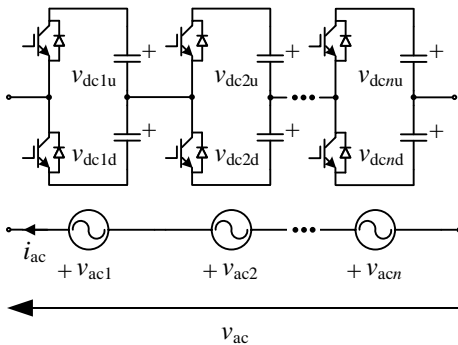 + + +
v_dc1u v_dc2u v_dcnu
+ + +
v_dc1d v_dc2d v_dcnd
i_ac
+ v_ac1 + v_ac2 + v_acn
v_ac